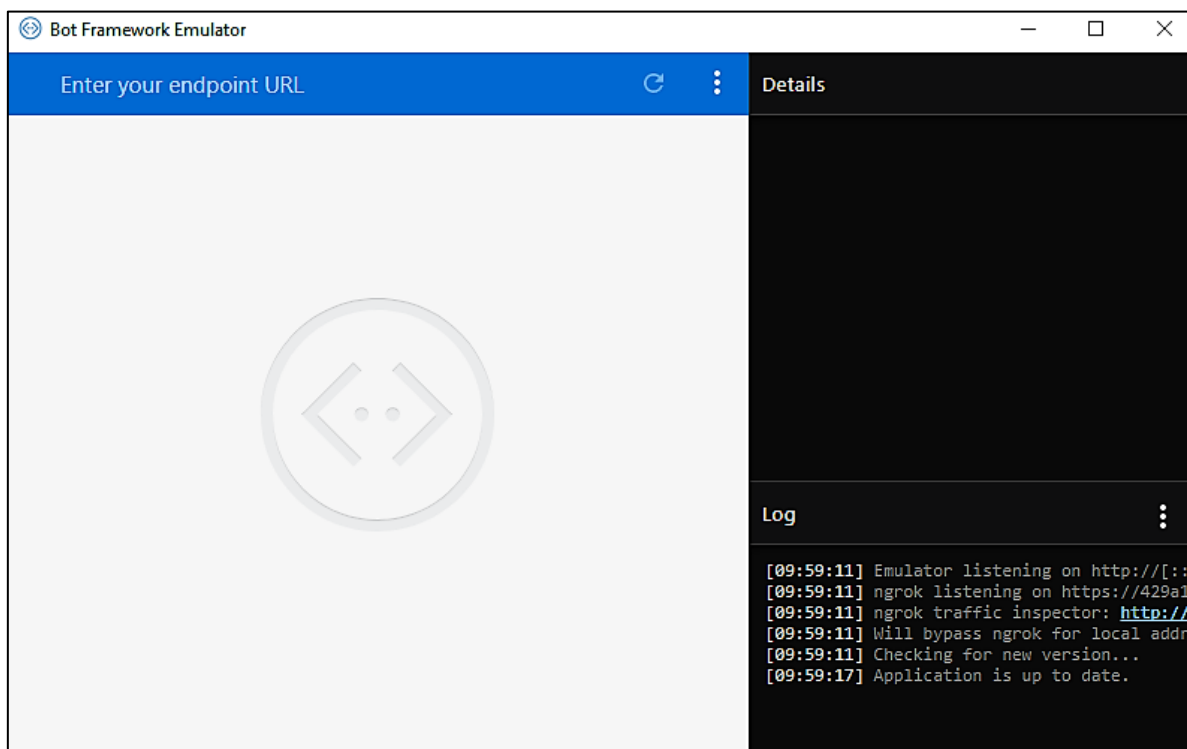 Bot Framework Emulator
Enter your endpoint URL
Details
Log
[09:59:11] Emulator listening on http://[::
[09:59:11] ngrok listening on https://429a1
[09:59:11] ngrok traffic inspector: http://
[09:59:11] Will bypass ngrok for local addr
[09:59:11] Checking for new version...
[09:59:17] Application is up to date.